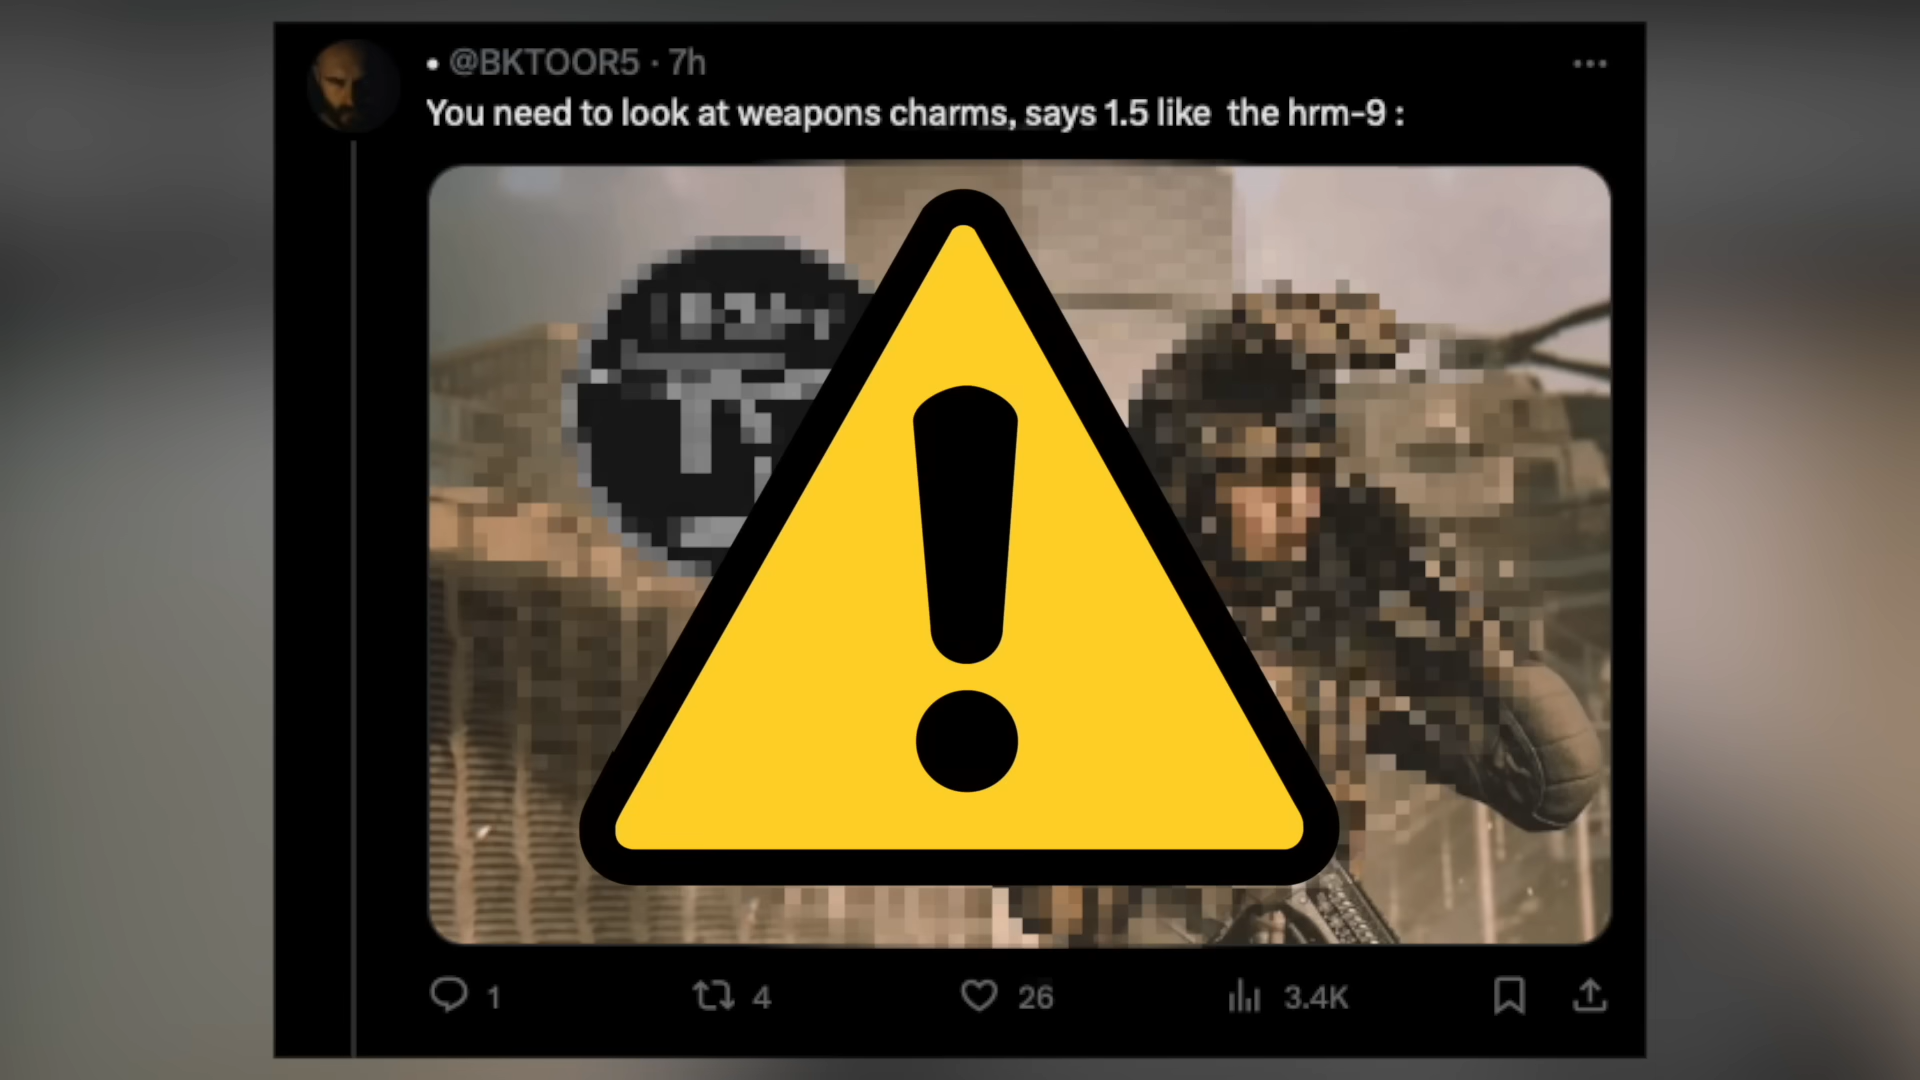 • @BKTOOR5 · 7h
You need to look at weapons charms, says 1.5 like the hrm-9 :
1 4 26 3.4K